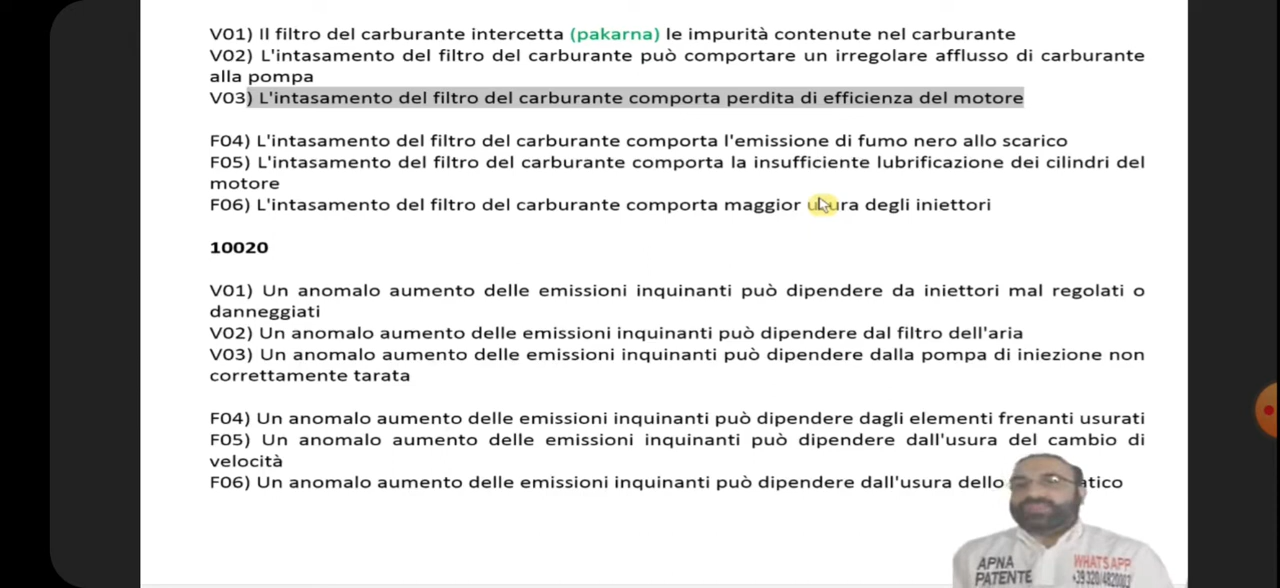 V01) Il filtro del carburante intercetta (pakarna) le impurità contenute nel carburante
V02) L'intasamento del filtro del carburante può comportare un irregolare afflusso di carburante
alla pompa
V03) L'intasamento del filtro del carburante comporta perdita di efficienza del motore
F04) L'intasamento del filtro del carburante comporta l'emissione di fumo nero allo scarico
F05) L'intasamento del filtro del carburante comporta la insufficiente lubrificazione dei cilindri del
motore
F06) L'intasamento del filtro del carburante comporta maggior usura degli iniettori
10020
V01) Un anomalo aumento delle emissioni inquinanti può dipendere da iniettori mal regolati o
danneggiati
V02) Un anomalo aumento delle emissioni inquinanti può dipendere dal filtro dell'aria
V03) Un anomalo aumento delle emissioni inquinanti può dipendere dalla pompa di iniezione non
correttamente tarata
F04) Un anomalo aumento delle emissioni inquinanti può dipendere dagli elementi frenanti usurati
F05) Un anomalo aumento delle emissioni inquinanti può dipendere dall'usura del cambio di
velocità
F06) Un anomalo aumento delle emissioni inquinanti può dipendere dall'usura dello
APNA
PATENTE
WHATSAPP